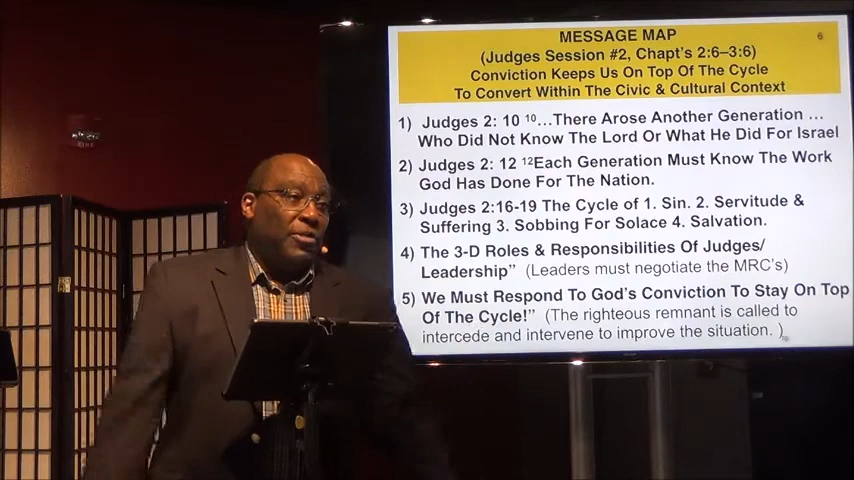 MESSAGE MAP
6
(Judges Session #2, Chapt's 2:6–3:6)
Conviction Keeps Us On Top Of The Cycle
To Convert Within The Civic & Cultural Context
1) Judges 2: 10 10…There Arose Another Generation …
Who Did Not Know The Lord Or What He Did For Israel
2) Judges 2: 12 12Each Generation Must Know The Work
God Has Done For The Nation.
3) Judges 2:16-19 The Cycle of 1. Sin. 2. Servitude &
Suffering 3. Sobbing For Solace 4. Salvation.
4) The 3-D Roles & Responsibilities Of Judges/
Leadership" (Leaders must negotiate the MRC's)
5) We Must Respond To God's Conviction To Stay On Top
Of The Cycle!" (The righteous remnant is called to
intercede and intervene to improve the situation. )